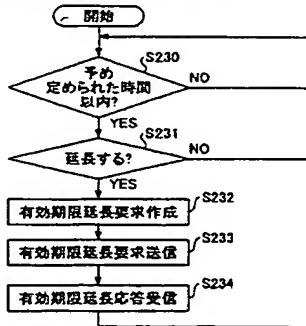 開始
S230
予め
定められた時間
以内?
NO
YES
S231
延長する?
NO
YES
S232
有効期限延長要求作成
S233
有効期限延長要求送信
S234
有効期限延長応答受信